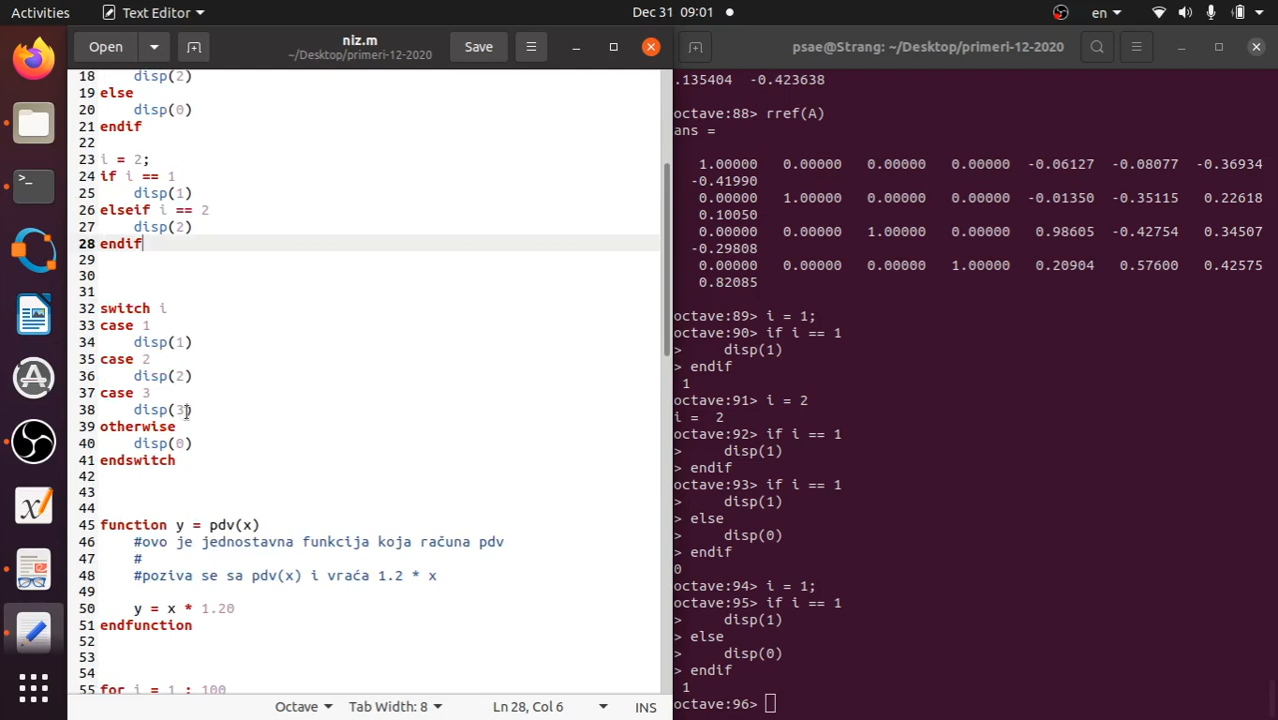 Activities
Text Editor
Dec 31 09:01
en
Open
niz.m
~/Desktop/primeri-12-2020
Save
18 disp(2)
19 else
20 disp(0)
21 endif
22
23 i = 2;
24 if i == 1
25 disp(1)
26 elseif i == 2
27 disp(2)
28 endif
29
30
31
32 switch i
33 case 1
34 disp(1)
35 case 2
36 disp(2)
37 case 3
38 disp(3)
39 otherwise
40 disp(0)
41 endswitch
42
43
44
45 function y = pdv(x)
46 #ovo je jednostavna funkcija koja računa pdv
47 #
48 #poziva se sa pdv(x) i vraća 1.2 * x
49
50 y = x * 1.20
51 endfunction
52
53
54
55 for i = 1 : 100
Octave
Tab Width: 8
Ln 28, Col 6
INS
psae@Strang: ~/Desktop/primeri-12-2020
.135404 -0.423638
octave:88> rref(A)
ans =
1.00000 0.00000 0.00000 0.00000 -0.06127 -0.08077 -0.36934
-0.41990
0.00000 1.00000 0.00000 0.00000 -0.01350 -0.35115 0.22618
0.10050
0.00000 0.00000 1.00000 0.00000 0.98605 -0.42754 0.34507
-0.29808
0.00000 0.00000 0.00000 1.00000 0.20904 0.57600 0.42575
0.82085
octave:89> i = 1;
octave:90> if i == 1
> disp(1)
> endif
1
octave:91> i = 2
i = 2
octave:92> if i == 1
> disp(1)
> endif
octave:93> if i == 1
> disp(1)
> else
> disp(0)
> endif
0
octave:94> i = 1;
octave:95> if i == 1
> disp(1)
> else
> disp(0)
> endif
1
octave:96>